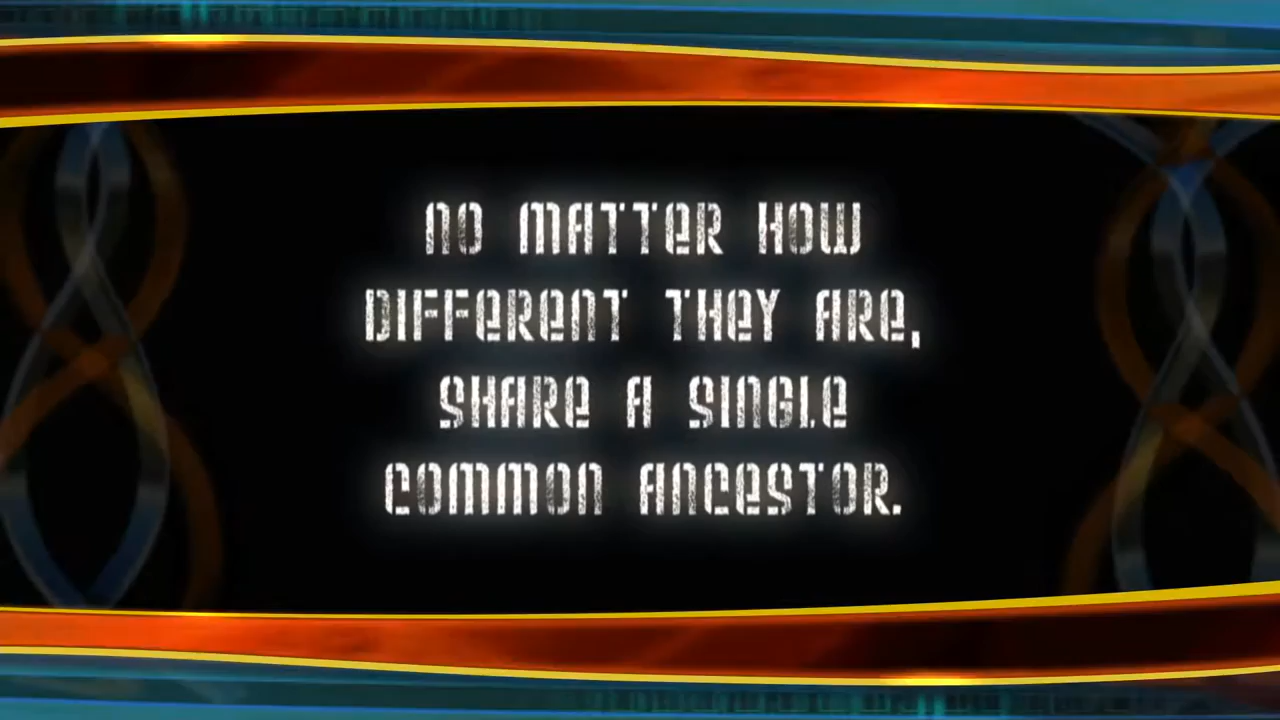 NO MATTER HOW
DIFFERENT THEY ARE,
SHARE A SINGLE
COMMON ANCESTOR.